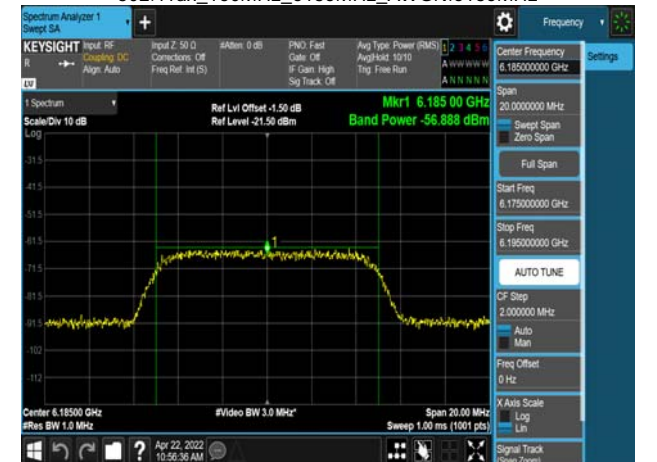 Spectrum Analyzer 1
Swept SA
Frequency
KEYSIGHT
R
LVI
Input: RF
Coupling: DC
Align: Auto
Input Z: 50 Ω
Corrections: Off
Freq Ref: Int (S)
#Atten: 0 dB
PNO: Fast
Gate: Off
IF Gain: High
Sig Track: Off
Avg Type: Power (RMS)
Avg|Hold: 10/10
Trig: Free Run
1 2 3 4 5 6
A W W W W W
A N N N N N
Settings
Center Frequency
6.185000000 GHz
Span
20.0000000 MHz
Swept Span
Zero Span
Full Span
Start Freq
6.175000000 GHz
Stop Freq
6.195000000 GHz
AUTO TUNE
CF Step
2.000000 MHz
Auto
Man
Freq Offset
0 Hz
X Axis Scale
Log
Lin
Signal Track
(Span Zoom)
1 Spectrum
Scale/Div 10 dB
Log
Ref Lvl Offset -1.50 dB
Ref Level -21.50 dBm
Mkr1 6.185 00 GHz
Band Power -56.888 dBm
-31.5
-41.5
-51.5
-61.5
-71.5
-81.5
-91.5
-102
-112
1
Center 6.18500 GHz
#Res BW 1.0 MHz
#Video BW 3.0 MHz*
Span 20.00 MHz
Sweep 1.00 ms (1001 pts)
Apr 22, 2022
10:56:36 AM